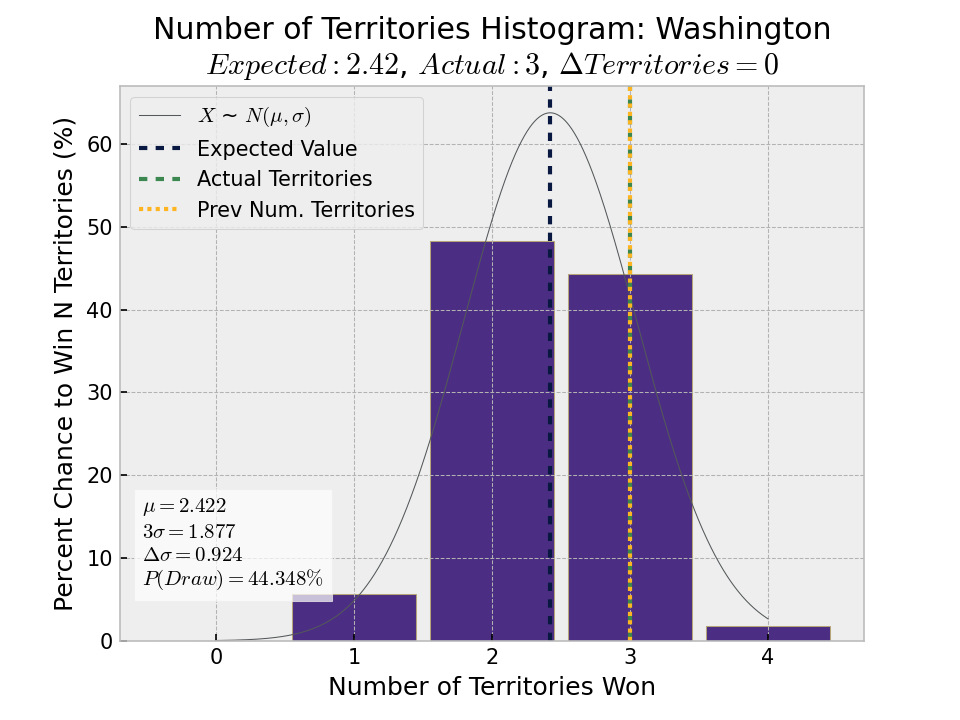 Number of Territories Histogram: Washington
Expected : 2.42, Actual : 3, ΔTerritories = 0
X ∼ N(μ, σ)
Expected Value
Actual Territories
Prev Num. Territories
Percent Chance to Win N Territories (%)
60
50
40
30
20
10
0
μ = 2.422
3σ = 1.877
Δσ = 0.924
P(Draw) = 44.348%
0 1 2 3 4
Number of Territories Won